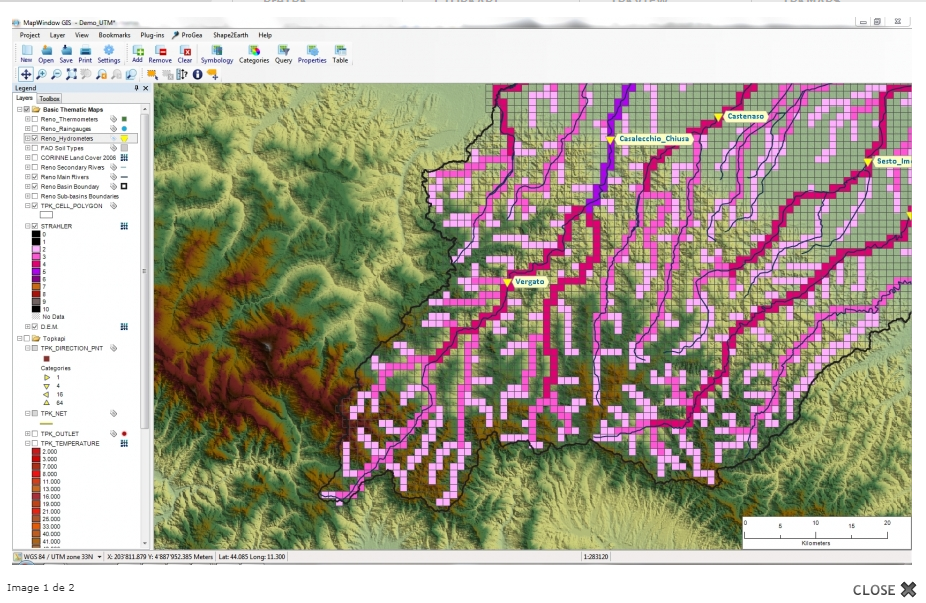 MapWindow GIS - Demo_UTM*
Project Layer View Bookmarks Plug-ins ProGea Shape2Earth Help
New Open Save Print Settings Add Remove Clear Symbology Categories Query Properties Table
Legend
Layers Toolbox
Basic Thematic Maps
Reno_Thermometers
Reno_Raingauges
Reno_Hydrometers
FAO Soil Types
CORINNE Land Cover 2006
Reno Secondary Rivers
Reno Main Rivers
Reno Basin Boundary
Reno Sub-basins Boundaries
TPK_CELL_POLYGON
STRAHLER
0
1
2
3
4
5
6
7
8
9
10
No Data
D.E.M.
Topkapi
TPK_DIRECTION_PNT
Categories
1
4
16
64
TPK_NET
TPK_OUTLET
TPK_TEMPERATURE
2.000
3.000
7.000
8.000
11.000
13.000
16.000
19.000
21.000
25.000
33.000
40.000
41.000
Castenaso
Casalecchio_Chiusa
Sesto_Im
Vergato
0 5 10 15 20
Kilometers
WGS 84 / UTM zone 33N X: 203'811.879 Y: 4'887'952.385 Meters Lat: 44.085 Long: 11.300 1:283120
Image 1 de 2
CLOSE